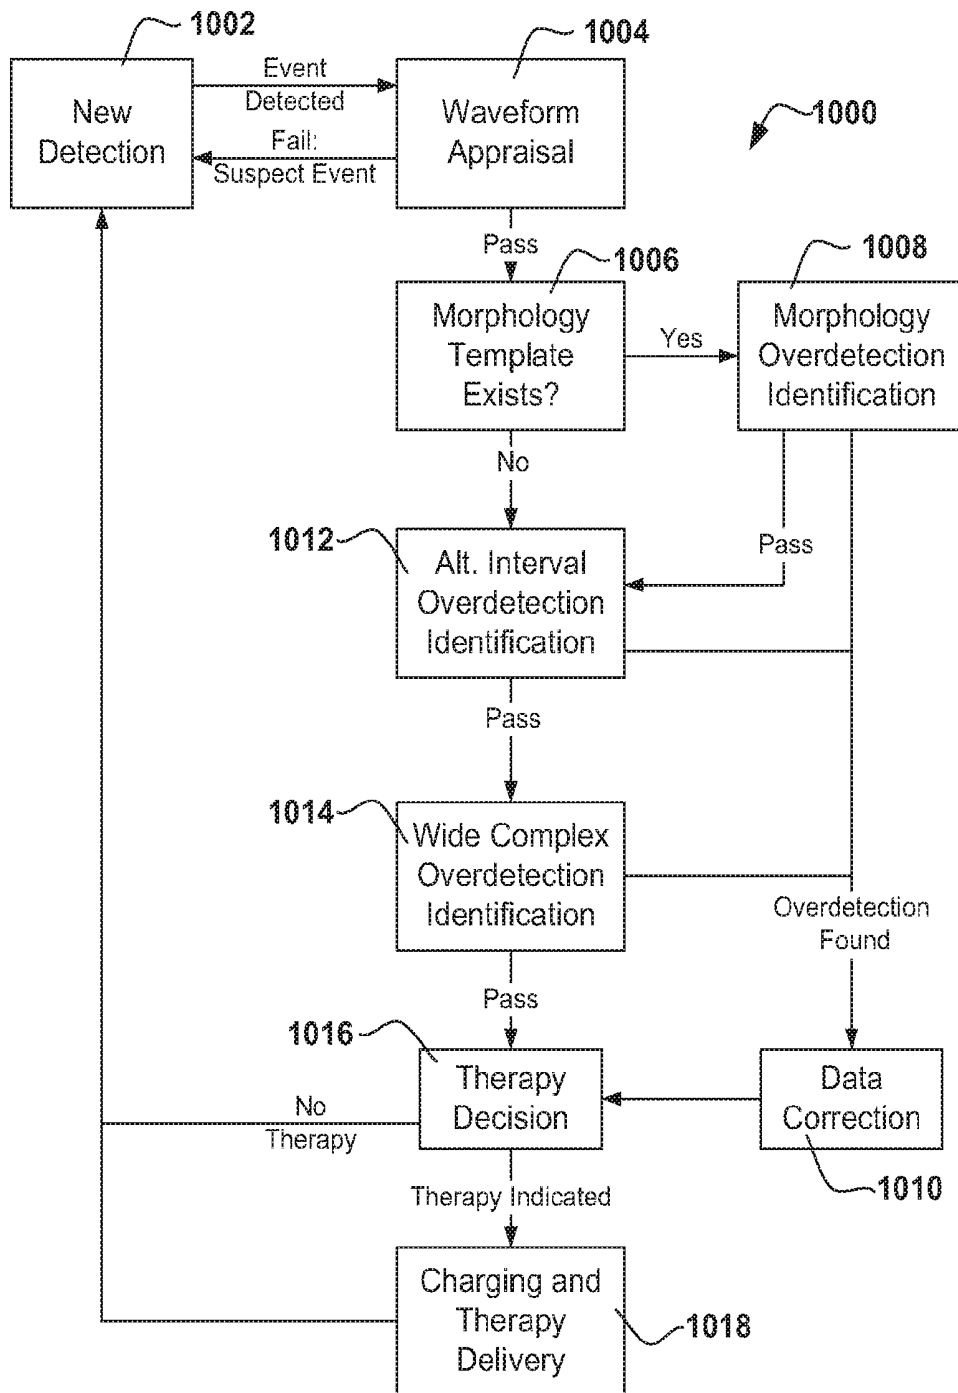 1002
1004
New
Detection
Event
Detected
Fail:
Suspect Event
Waveform
Appraisal
1000
Pass
1006
1008
Morphology
Template
Exists?
Yes
Morphology
Overdetection
Identification
No
Pass
1012
Alt. Interval
Overdetection
Identification
Pass
1014
Wide Complex
Overdetection
Identification
Overdetection
Found
Pass
1016
Therapy
Decision
Data
Correction
No
Therapy
1010
Therapy Indicated
Charging and
Therapy
Delivery
1018